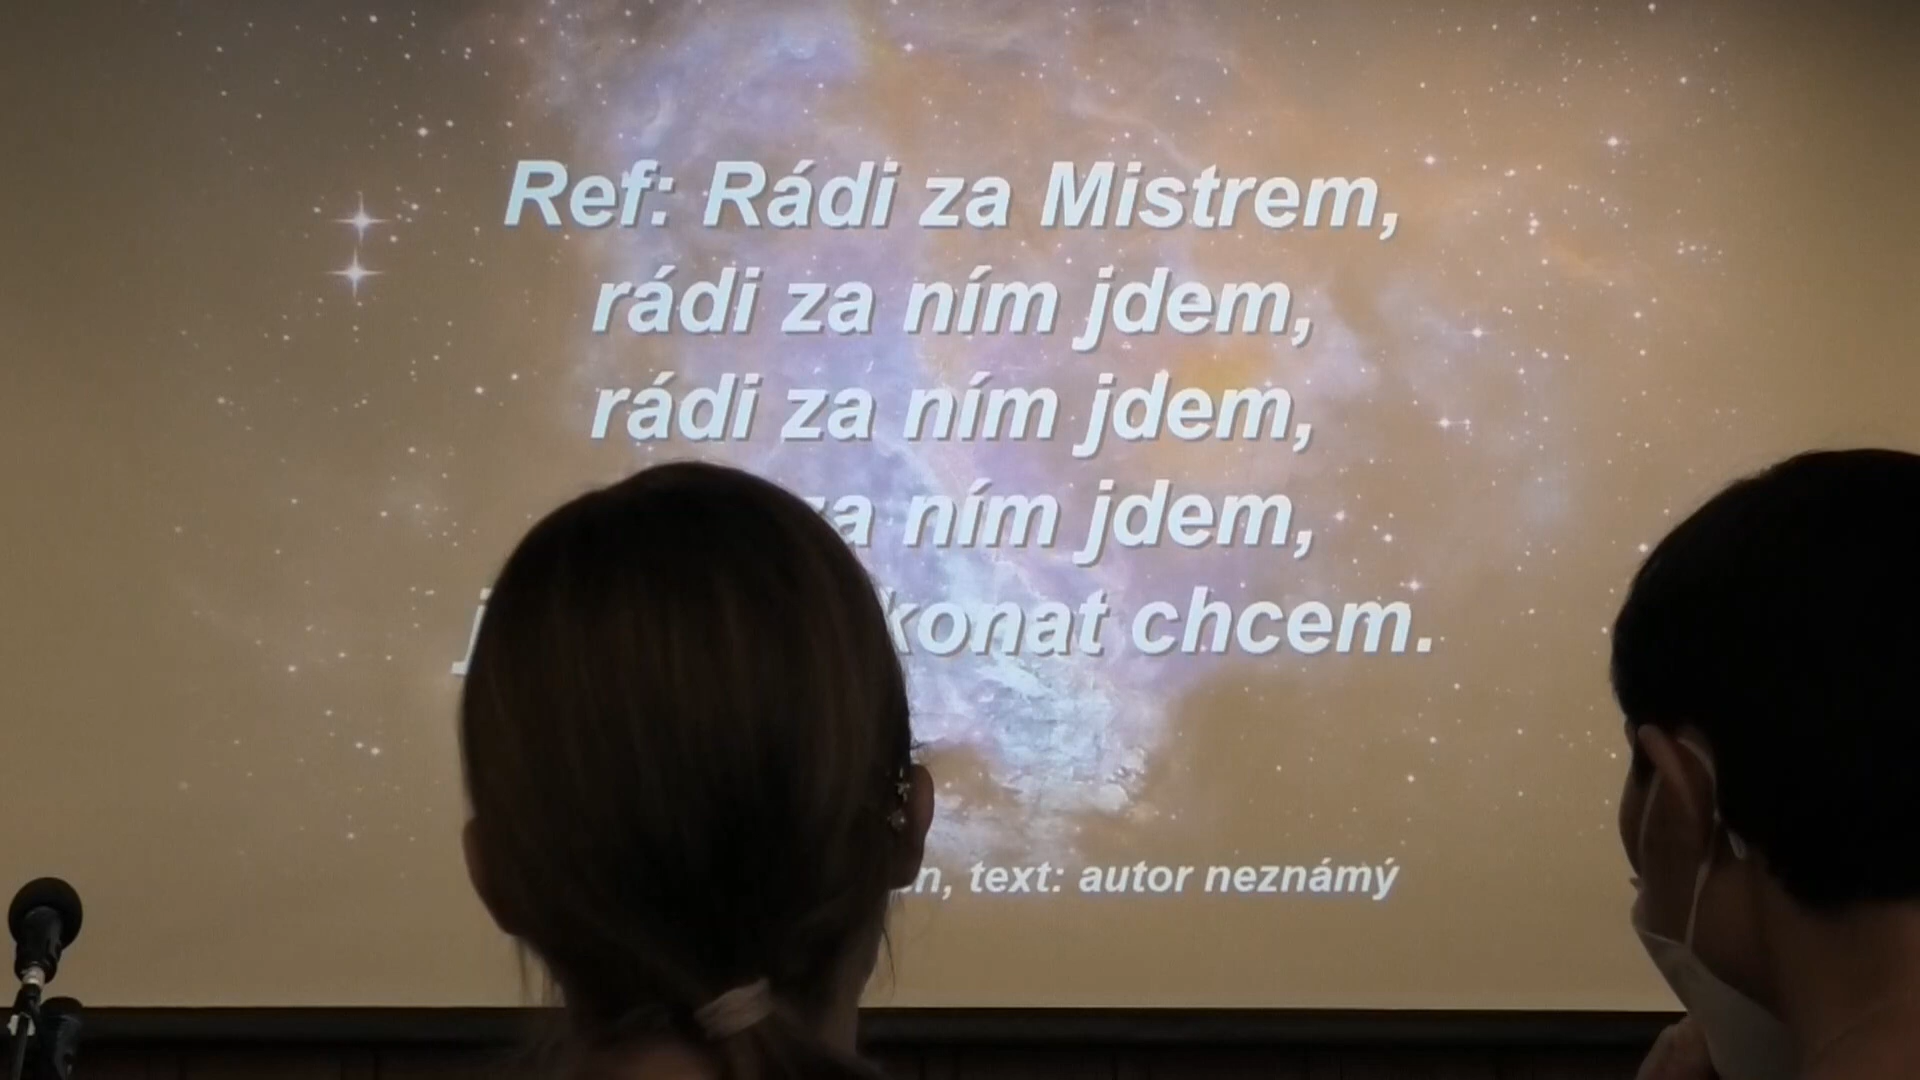 Ref: Rádi za Mistrem,
rádi za ním jdem,
rádi za ním jdem,
za ním jdem,
konat chcem.
text: autor neznámý